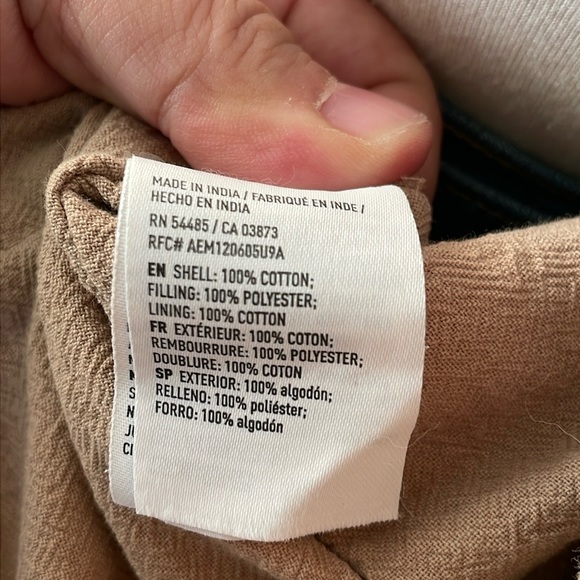 MADE IN INDIA / FABRIQUÉ EN INDE /
HECHO EN INDIA
RN 54485 / CA 03873
RFC# AEM120605U9A
EN SHELL: 100% COTTON;
FILLING: 100% POLYESTER;
LINING: 100% COTTON
FR EXTÉRIEUR: 100% COTON;
REMBOURRURE: 100% POLYESTER;
DOUBLURE: 100% COTON
SP EXTERIOR: 100% algodón;
RELLENO: 100% poliéster;
FORRO: 100% algodón